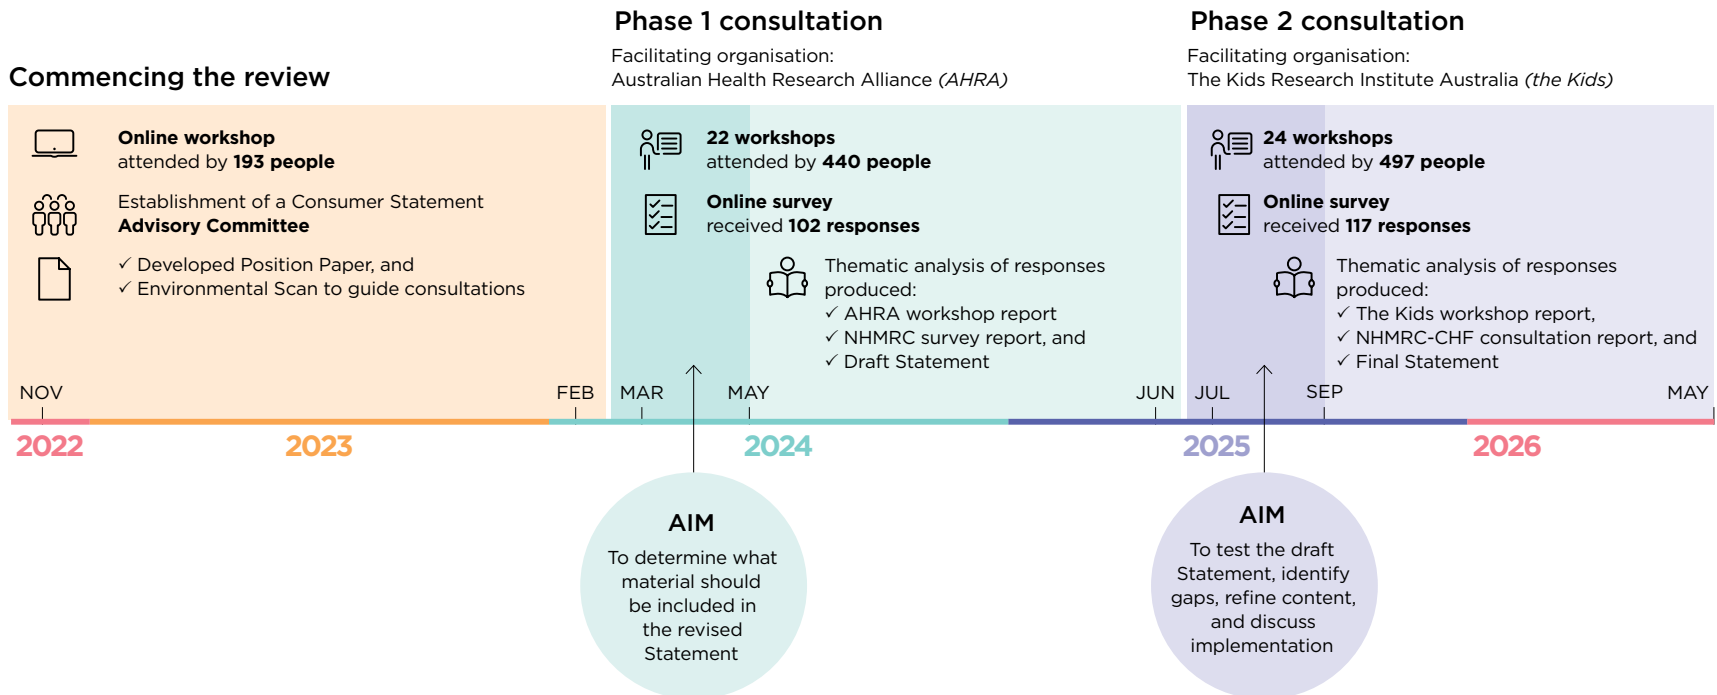 Commencing the review
Online workshop
attended by 193 people
Establishment of a Consumer Statement
Advisory Committee
✓ Developed Position Paper, and
✓ Environmental Scan to guide consultations
Phase 1 consultation
Facilitating organisation:
Australian Health Research Alliance (AHRA)
22 workshops
attended by 440 people
Online survey
received 102 responses
Thematic analysis of responses
produced:
✓ AHRA workshop report
✓ NHMRC survey report, and
✓ Draft Statement
Phase 2 consultation
Facilitating organisation:
The Kids Research Institute Australia (the Kids)
24 workshops
attended by 497 people
Online survey
received 117 responses
Thematic analysis of responses
produced:
✓ The Kids workshop report,
✓ NHMRC-CHF consultation report, and
✓ Final Statement
NOV FEB MAR MAY JUN JUL SEP MAY
2022 2023 2024 2025 2026
AIM
To determine what
material should
be included in
the revised
Statement
AIM
To test the draft
Statement, identify
gaps, refine content,
and discuss
implementation